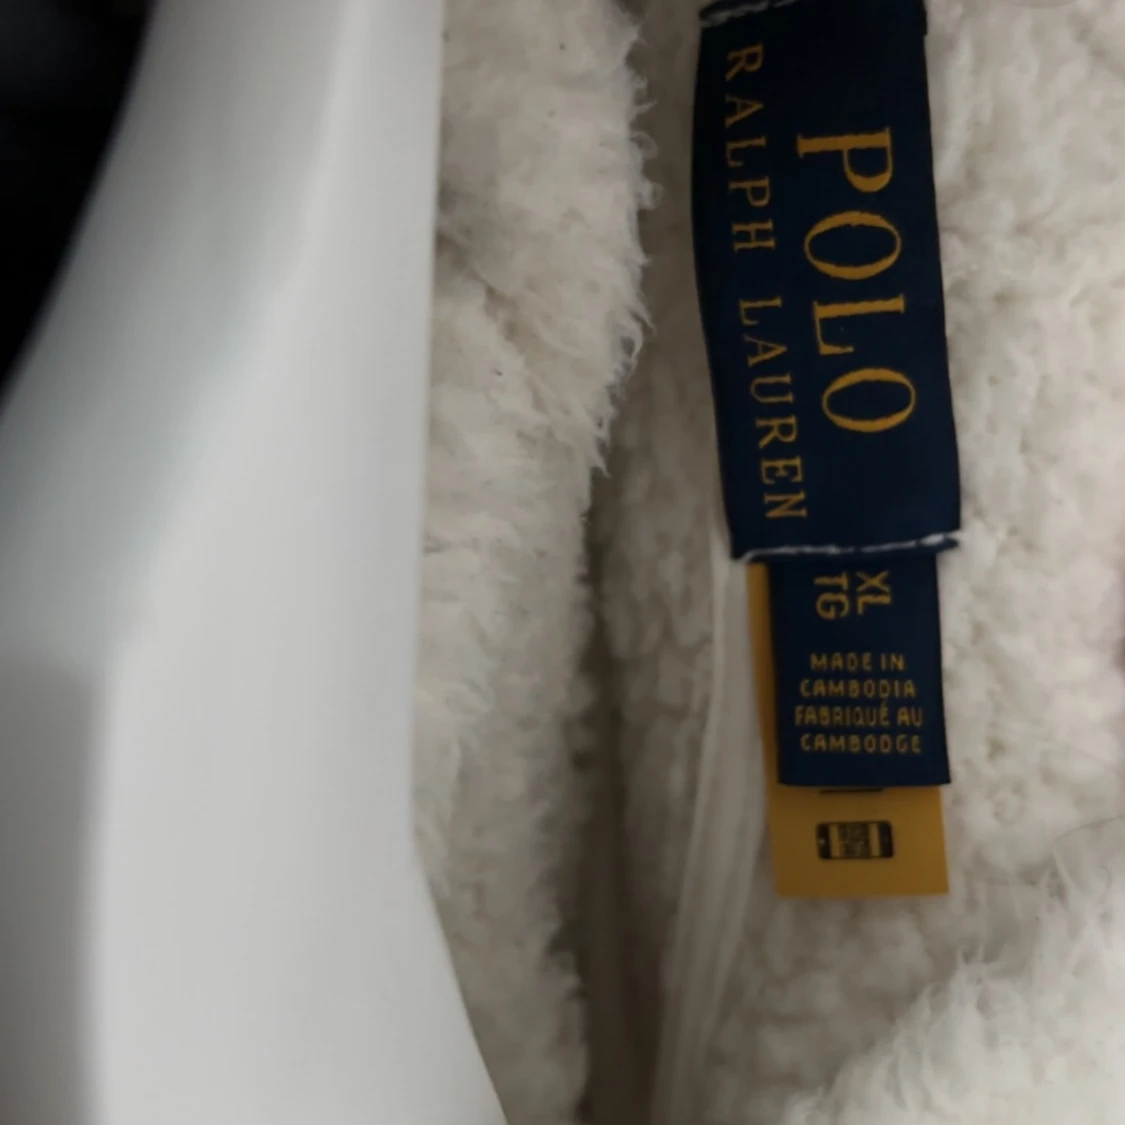 POLO
RALPH LAUREN
XL
TG
MADE IN
CAMBODIA
FABRIQUÉ AU
CAMBODGE